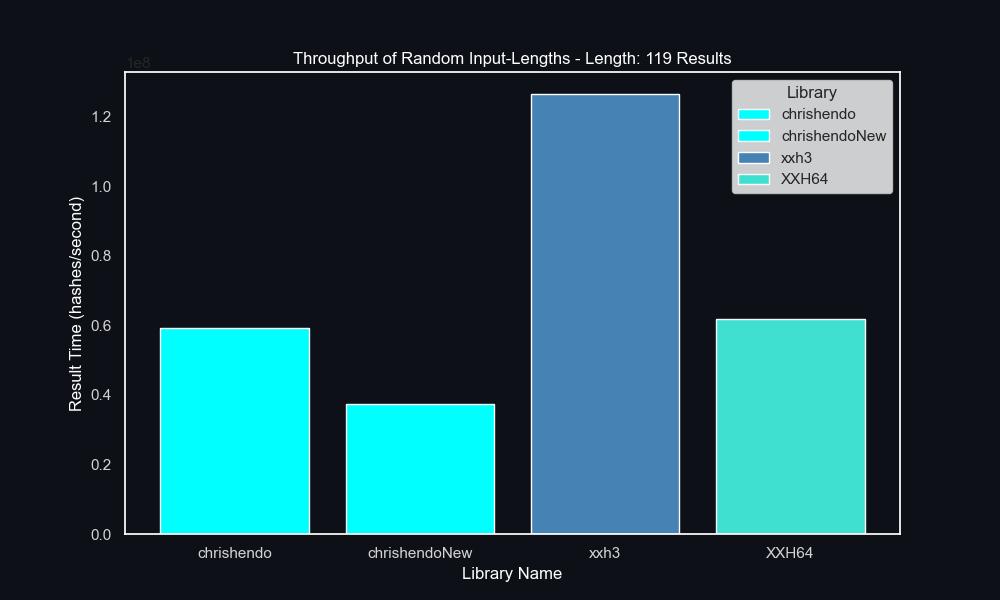 Throughput of Random Input-Lengths - Length: 119 Results
1e8
Result Time (hashes/second)
1.2
1.0
0.8
0.6
0.4
0.2
0.0
Library
chrishendo
chrishendoNew
xxh3
XXH64
chrishendo
chrishendoNew
xxh3
XXH64
Library Name